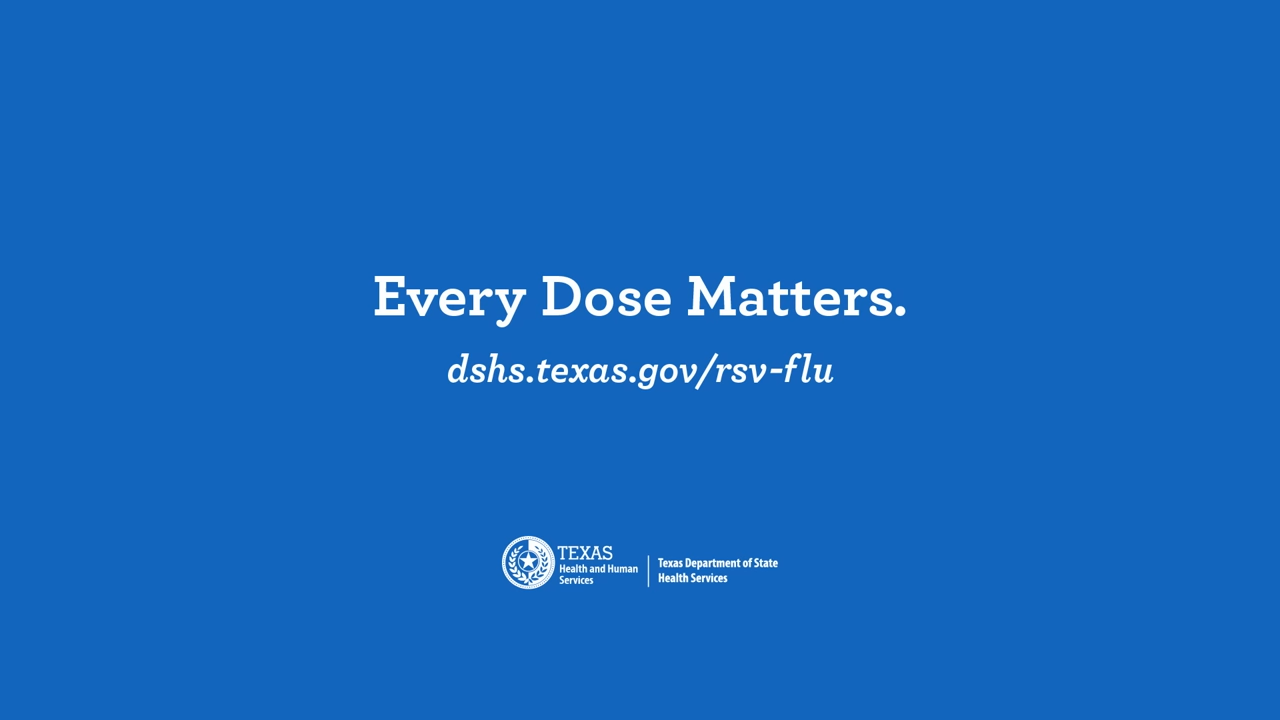 Every Dose Matters.
dshs.texas.gov/rsv-flu
TEXAS
Health and Human
Services
Texas Department of State
Health Services